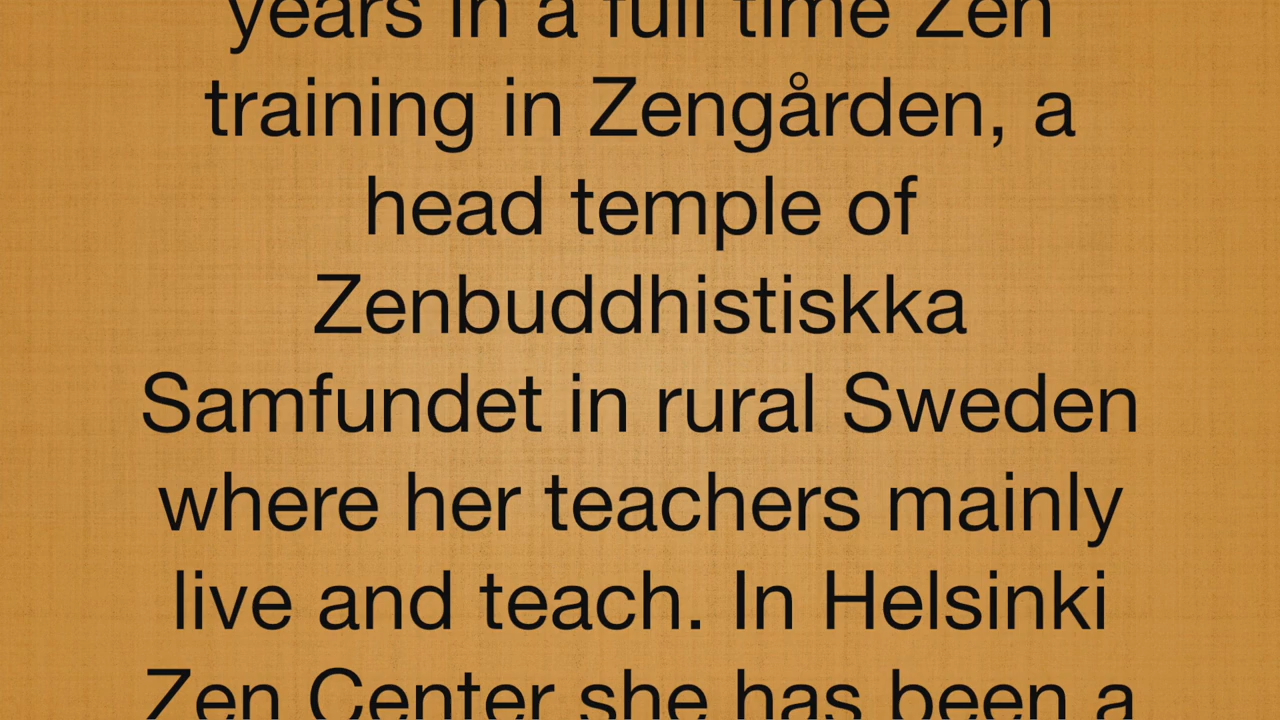 years in a full time Zen
training in Zengården, a
head temple of
Zenbuddhistiskka
Samfundet in rural Sweden
where her teachers mainly
live and teach. In Helsinki
Zen Center she has been a